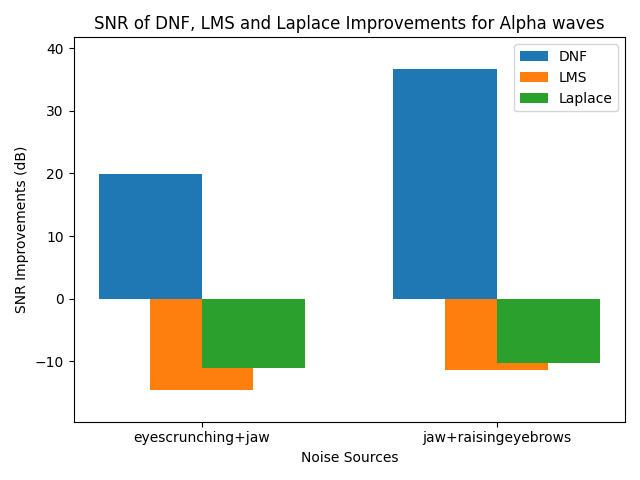 SNR of DNF, LMS and Laplace Improvements for Alpha waves
DNF
LMS
Laplace
SNR Improvements (dB)
40
30
20
10
0
−10
eyescrunching+jaw
jaw+raisingeyebrows
Noise Sources